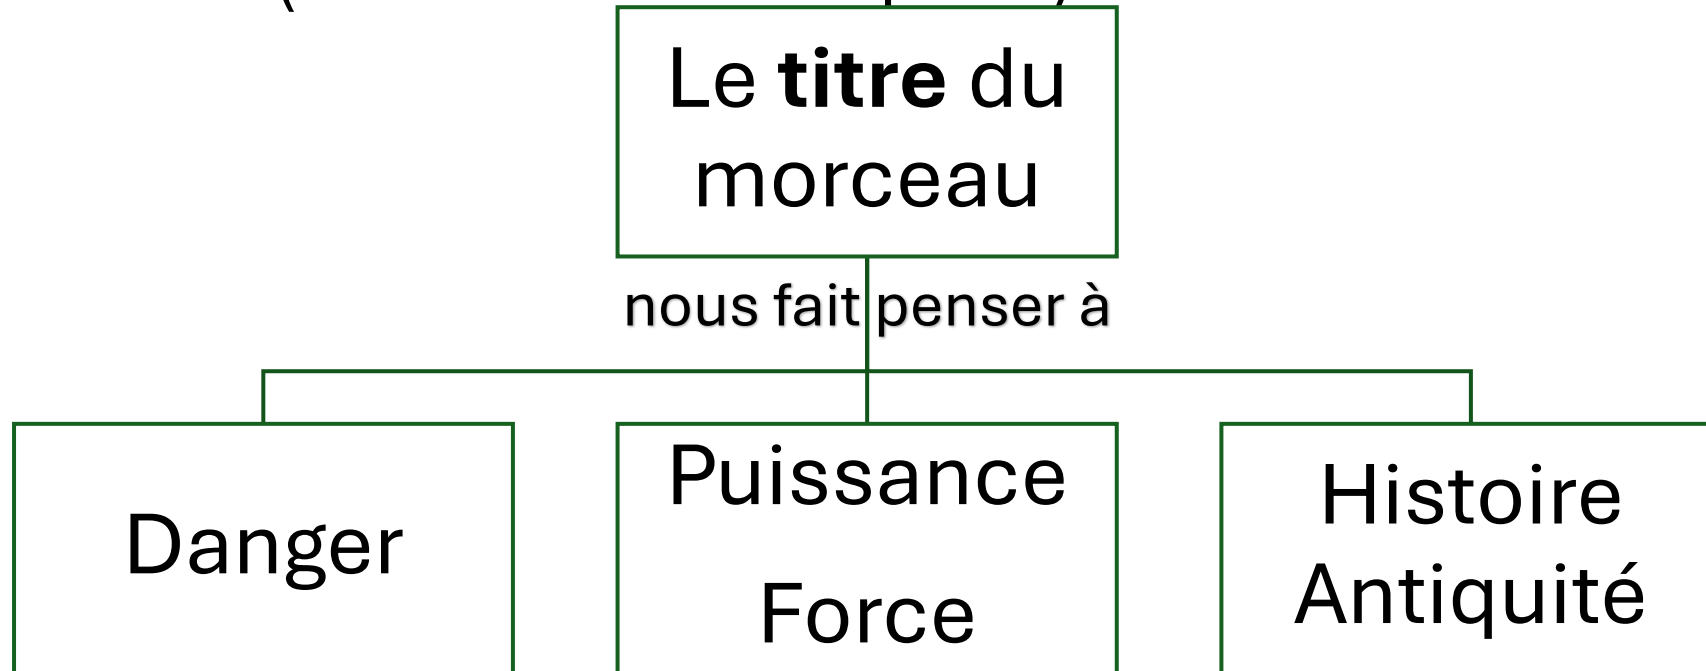 Le titre du
morceau
nous fait penser à
Danger
Puissance
Force
Histoire
Antiquité